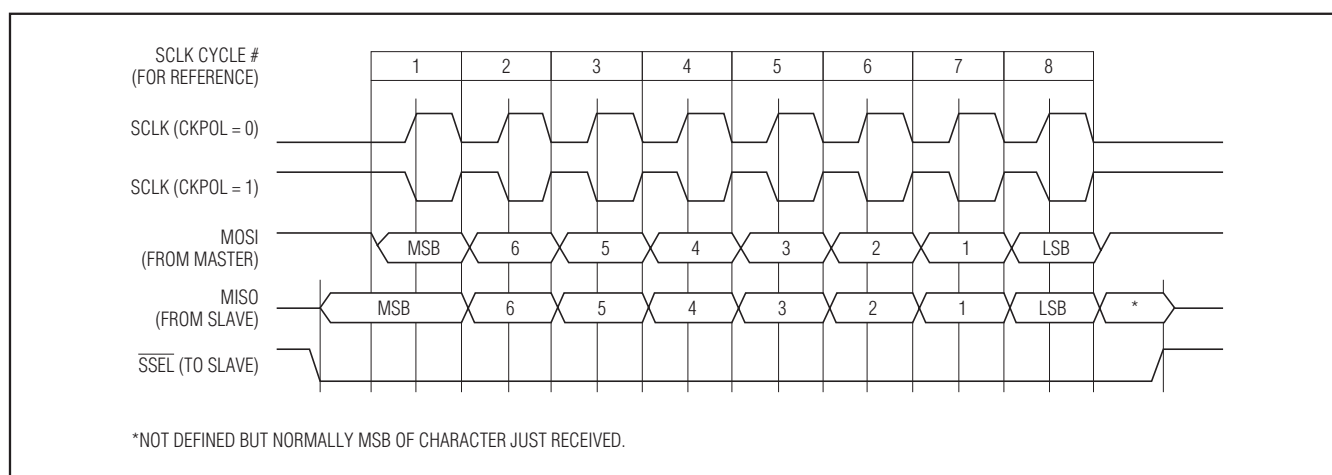 SCLK CYCLE #
(FOR REFERENCE)
1 2 3 4 5 6 7 8
SCLK (CKPOL = 0)
SCLK (CKPOL = 1)
MOSI
(FROM MASTER)
MSB 6 5 4 3 2 1 LSB
MISO
(FROM SLAVE)
MSB 6 5 4 3 2 1 LSB *
SSEL (TO SLAVE)
*NOT DEFINED BUT NORMALLY MSB OF CHARACTER JUST RECEIVED.